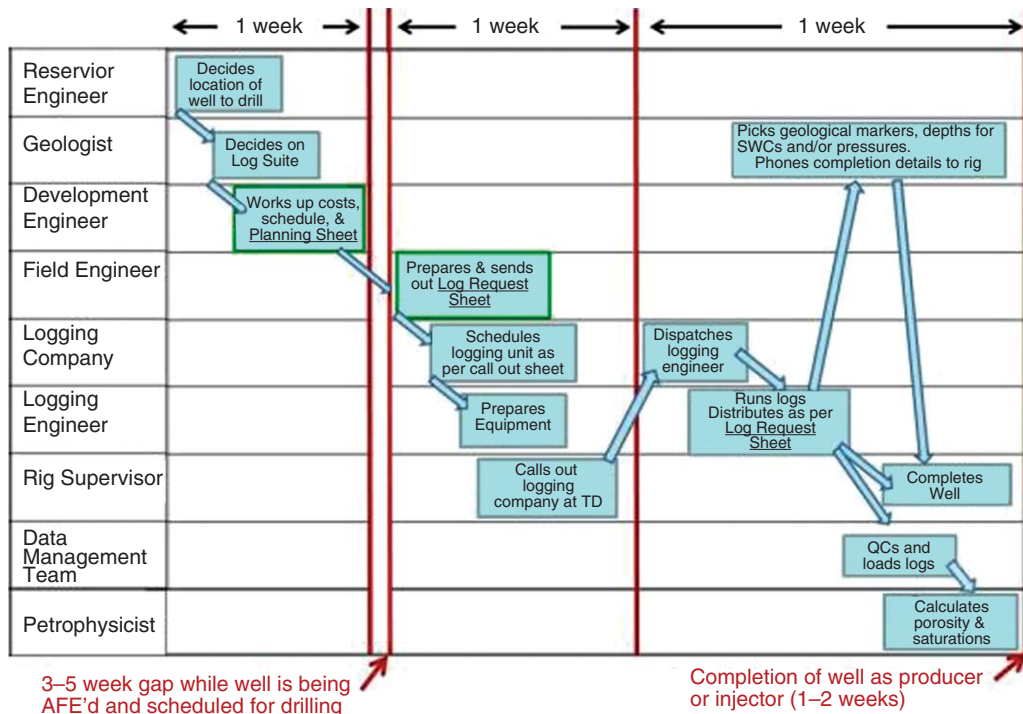 1 week
1 week
1 week
Reservior
Engineer
Decides
location of
well to drill
Geologist
Decides on
Log Suite
Picks geological markers, depths for
SWCs and/or pressures.
Phones completion details to rig
Development
Engineer
Works up costs,
schedule, &
Planning Sheet
Field Engineer
Prepares & sends
out Log Request
Sheet
Logging
Company
Schedules
logging unit as
per call out sheet
Dispatches
logging
engineer
Logging
Engineer
Prepares
Equipment
Runs logs
Distributes as per
Log Request
Sheet
Rig Supervisor
Calls out
logging
company at TD
Completes
Well
Data
Management
Team
QCs and
loads logs
Petrophysicist
Calculates
porosity &
saturations
3–5 week gap while well is being
AFE'd and scheduled for drilling
Completion of well as producer
or injector (1–2 weeks)